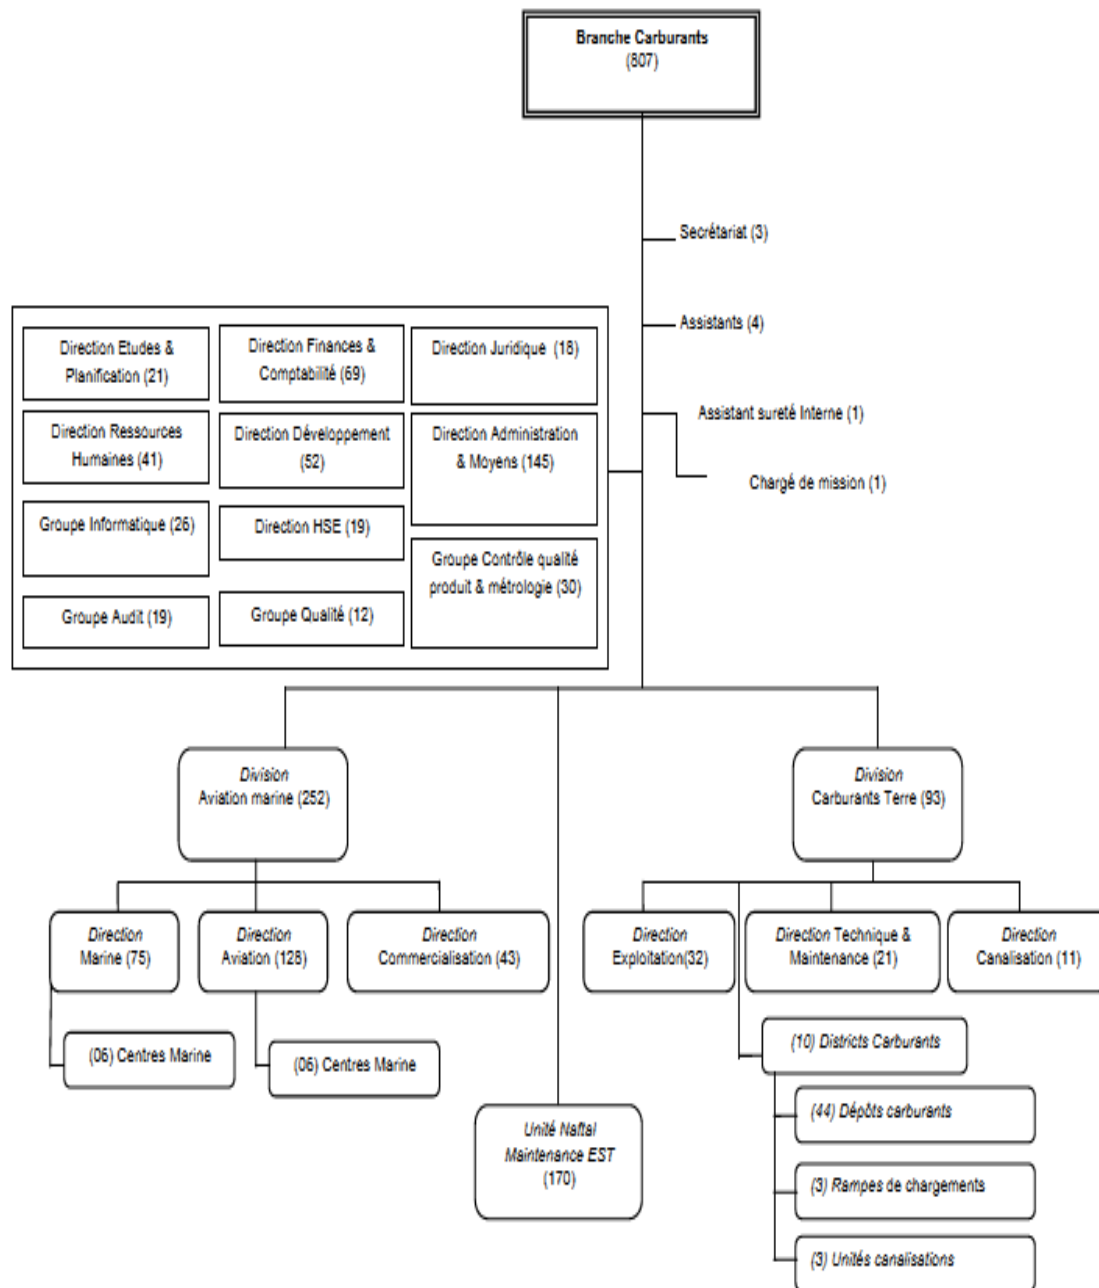 Branche Carburants
(807)
Secrétariat (3)
Assistants (4)
Assistant sureté Interne (1)
Chargé de mission (1)
Direction Etudes &
Planification (21)
Direction Finances &
Comptabilité (69)
Direction Juridique (18)
Direction Ressources
Humaines (41)
Direction Développement
(52)
Direction Administration
& Moyens (145)
Groupe Informatique (26)
Direction HSE (19)
Groupe Contrôle qualité
produit & métrologie (30)
Groupe Audit (19)
Groupe Qualité (12)
Division
Aviation marine (252)
Division
Carburants Terre (93)
Direction
Marine (75)
Direction
Aviation (128)
Direction
Commercialisation (43)
Direction
Exploitation(32)
Direction Technique &
Maintenance (21)
Direction
Canalisation (11)
(06) Centres Marine
(06) Centres Marine
(10) Districts Carburants
(44) Dépôts carburants
Unité Naftal
Maintenance EST
(170)
(3) Rampes de chargements
(3) Unités canalisations